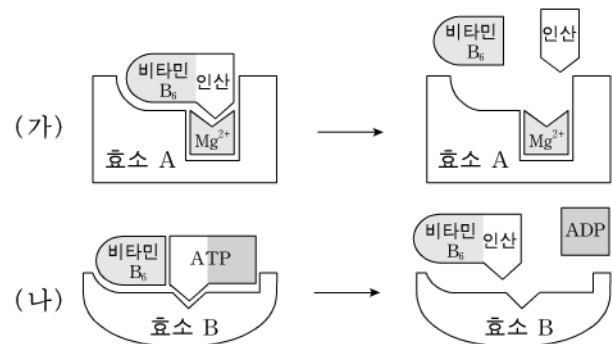 (가)
비타민 B₆
인산
Mg²⁺
효소 A
비타민 B₆
인산
Mg²⁺
효소 A
(나)
비타민 B₆
ATP
효소 B
비타민 B₆
인산
ADP
효소 B